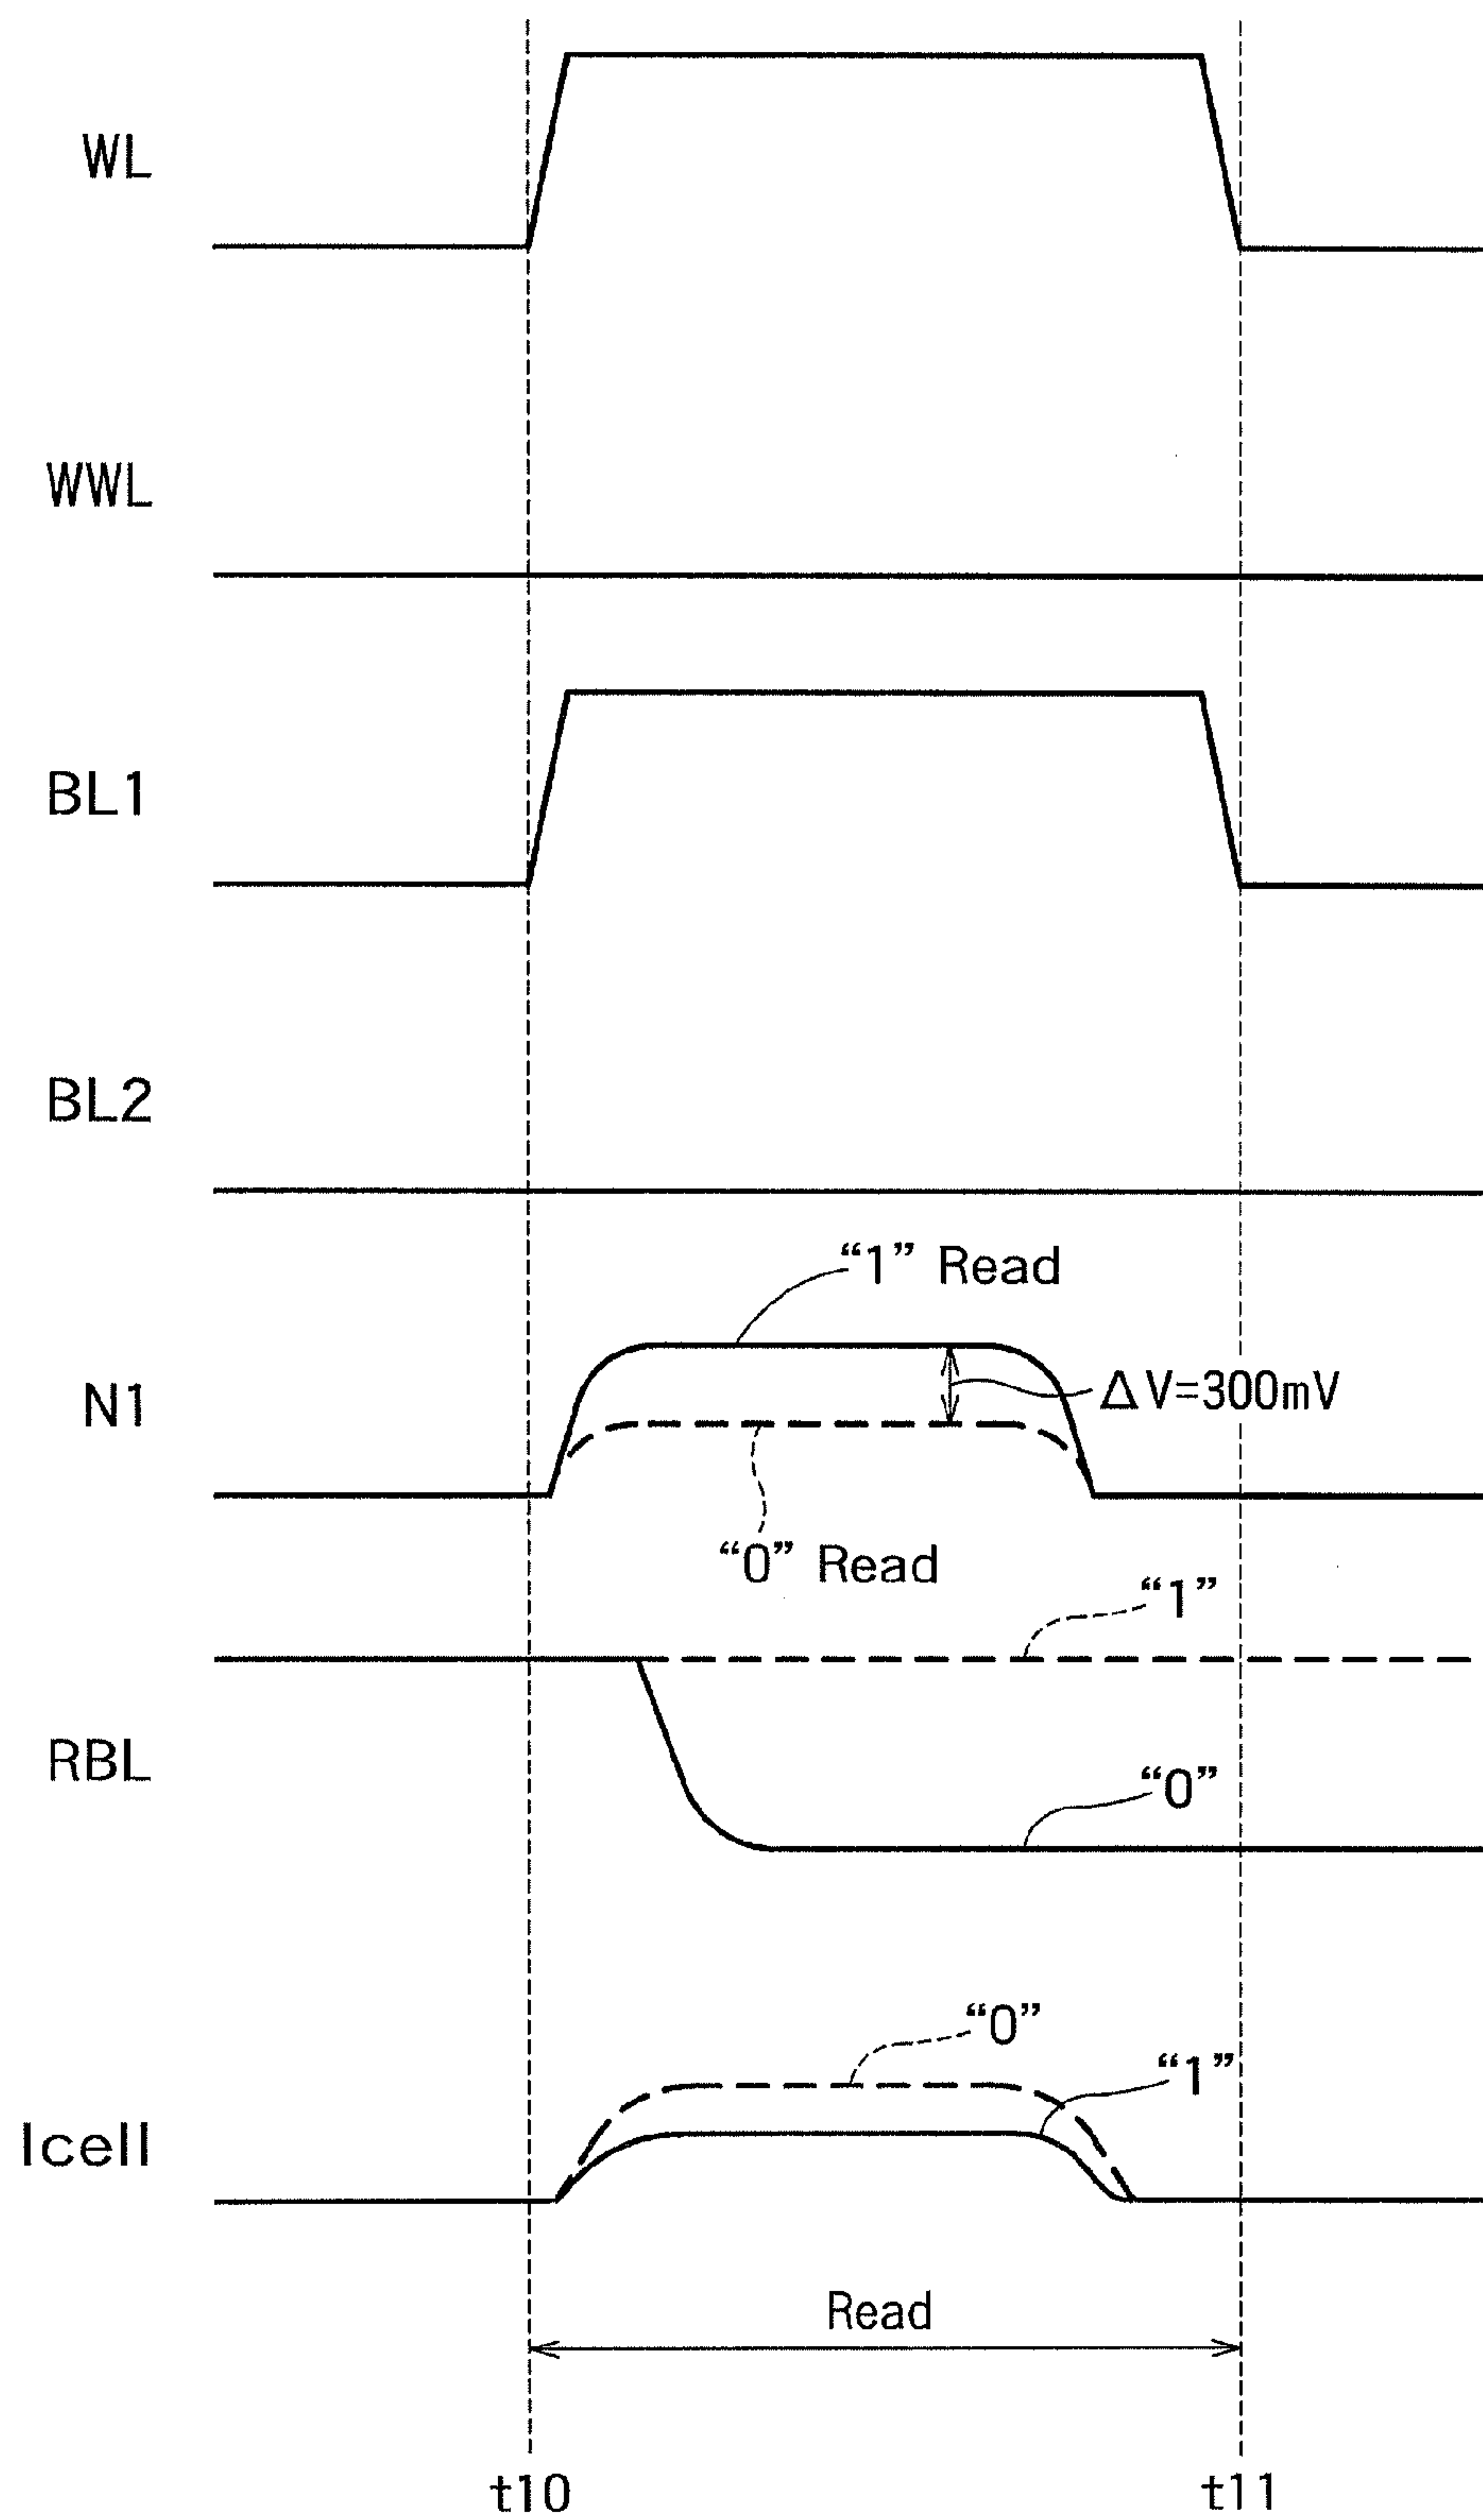 WL
WWL
BL1
BL2
“1” Read
N1
ΔV=300mV
“0” Read
“1”
RBL
“0”
“0”
“1”
Icell
Read
t10
t11